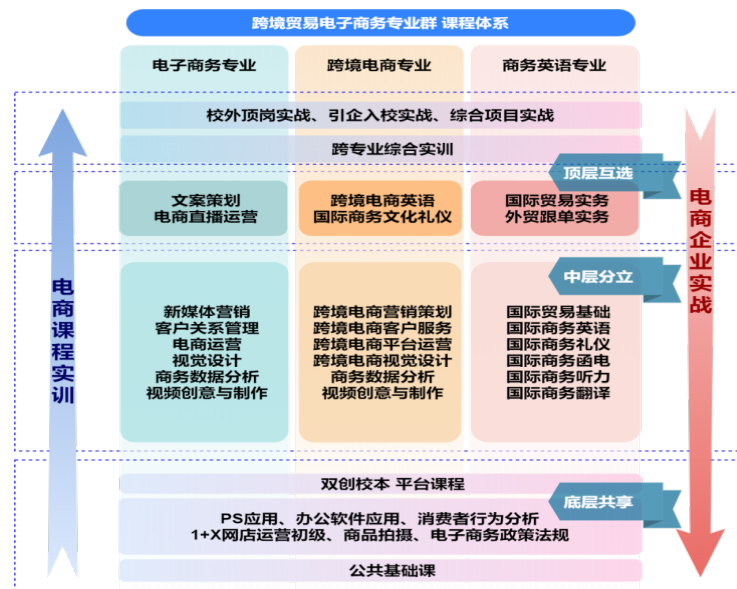 跨境贸易电子商务专业群 课程体系
电子商务专业
跨境电商专业
商务英语专业
校外顶岗实战、引企入校实战、综合项目实战
跨专业综合实训
顶层互选
文案策划
电商直播运营
跨境电商英语
国际商务文化礼仪
国际贸易实务
外贸跟单实务
中层分立
新媒体营销
客户关系管理
电商运营
视觉设计
商务数据分析
视频创意与制作
跨境电商营销策划
跨境电商客户服务
跨境电商平台运营
跨境电商视觉设计
商务数据分析
视频创意与制作
国际贸易基础
国际商务英语
国际商务礼仪
国际商务函电
国际商务听力
国际商务翻译
双创校本 平台课程
底层共享
PS应用、办公软件应用、消费者行为分析
1+X网店运营初级、商品拍摄、电子商务政策法规
公共基础课
电商课程实训
电商企业实战